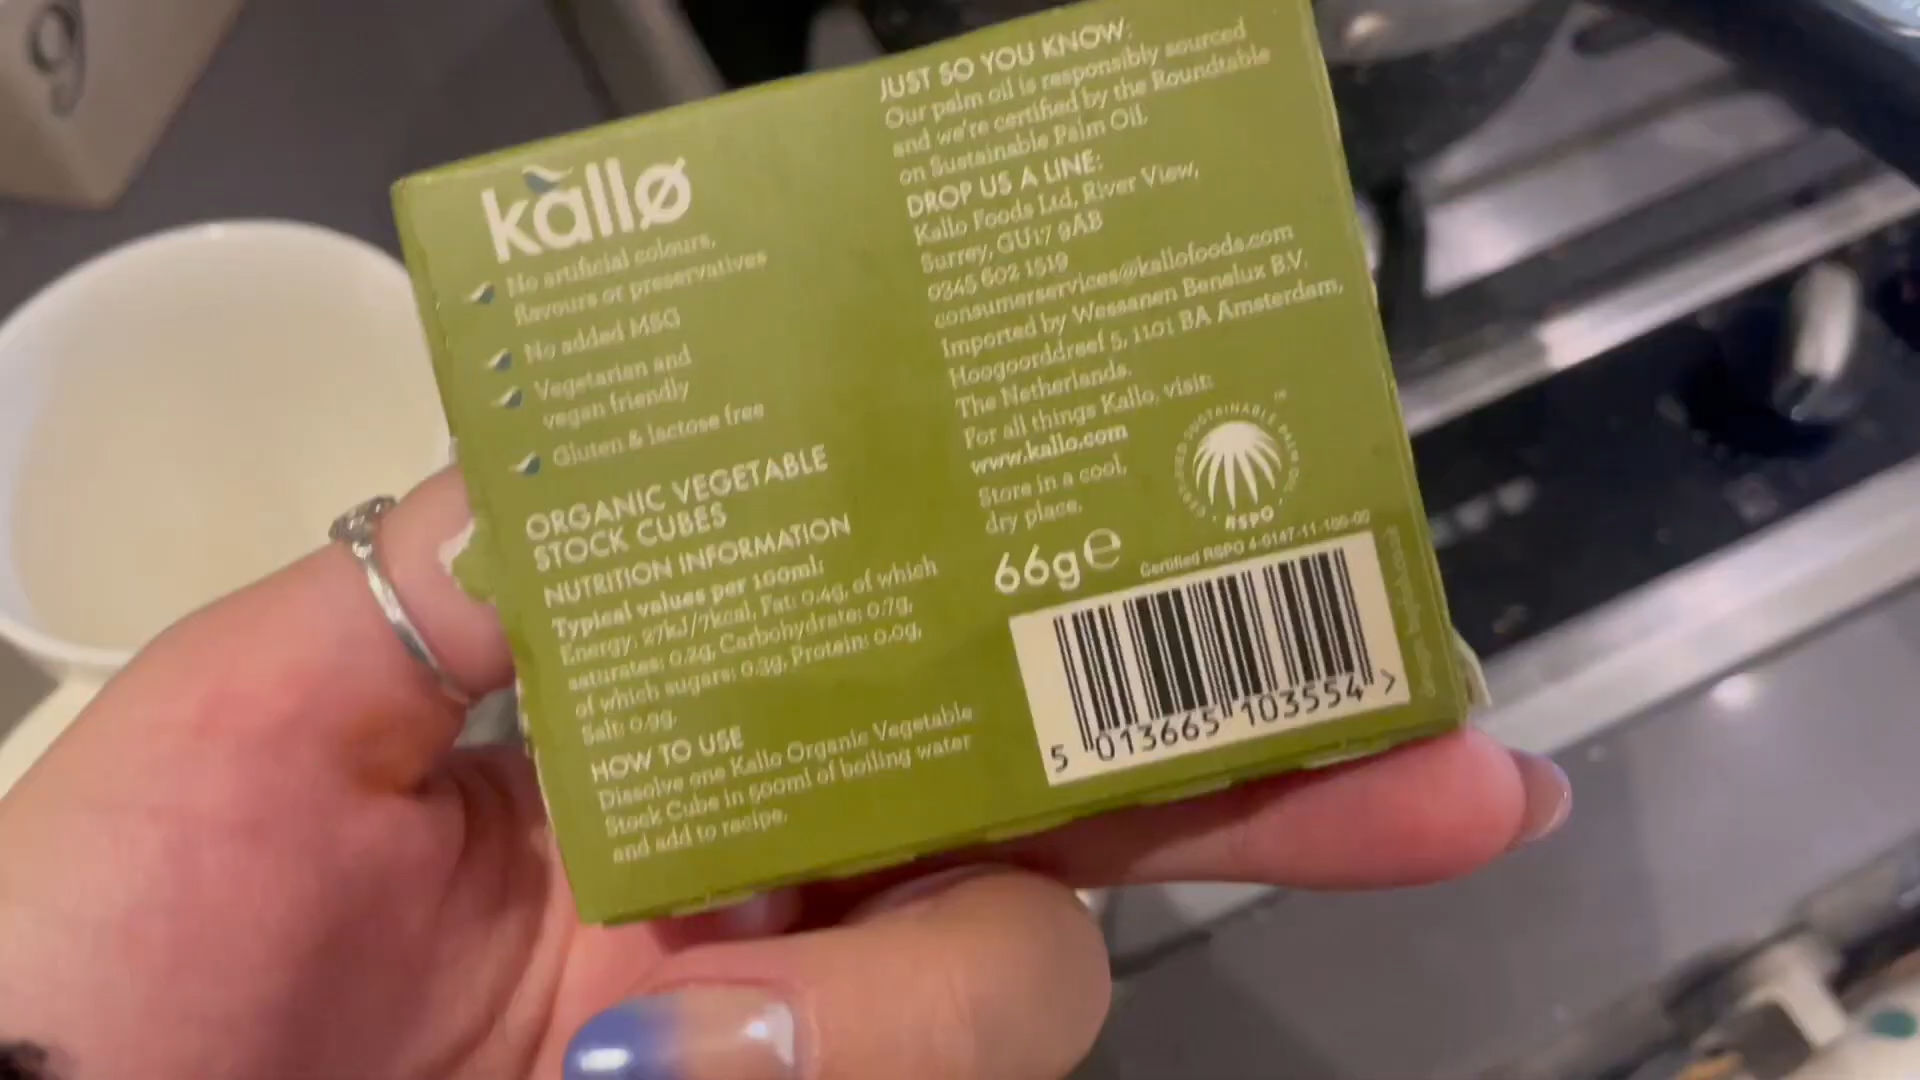 9
kallø
No artificial colours,
flavours or preservatives
No added MSG
Vegetarian and
vegan friendly
Gluten & lactose free
ORGANIC VEGETABLE
STOCK CUBES
NUTRITION INFORMATION
Typical values per 100ml:
Energy: 27kJ/7kcal, Fat: 0.4g, of which
saturates: 0.2g, Carbohydrate: 0.7g,
of which sugars: 0.3g, Protein: 0.0g,
Salt: 0.9g.
HOW TO USE
Dissolve one Kallo Organic Vegetable
Stock Cube in 500ml of boiling water
and add to recipe.
JUST SO YOU KNOW:
Our palm oil is responsibly sourced
and we're certified by the Roundtable
on Sustainable Palm Oil.
DROP US A LINE:
Kallo Foods Ltd, River View,
Surrey, GU17 9AB
0345 602 1519
consumerservices@kallofoods.com
Imported by Wessanen Benelux B.V.
Hoogoorddreef 5, 1101 BA Amsterdam,
The Netherlands.
For all things Kallo, visit:
www.kallo.com
Store in a cool,
dry place.
CERTIFIED SUSTAINABLE PALM OIL
RSPO
™
66g℮
Certified RSPO 4-0147-11-100-00
5 013665 103554 >